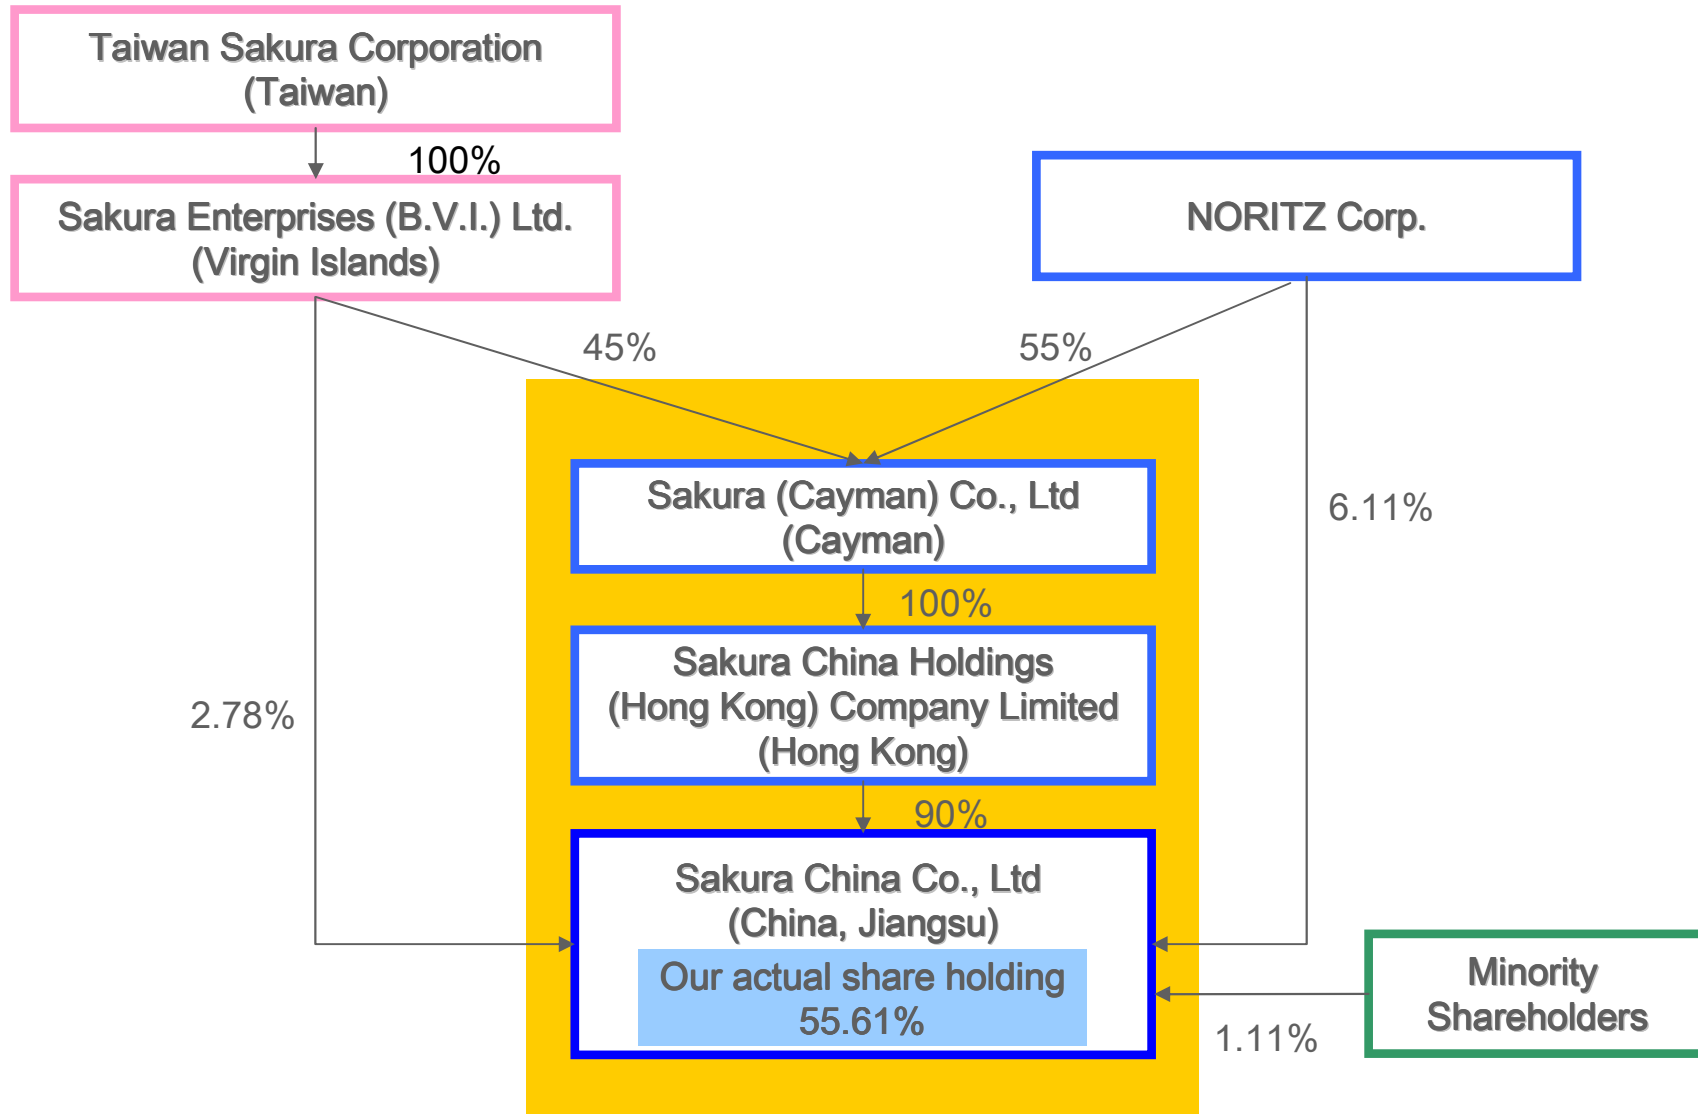 Taiwan Sakura Corporation
(Taiwan)
100%
Sakura Enterprises (B.V.I.) Ltd.
(Virgin Islands)
NORITZ Corp.
45%
55%
Sakura (Cayman) Co., Ltd
(Cayman)
6.11%
100%
Sakura China Holdings
(Hong Kong) Company Limited
(Hong Kong)
2.78%
90%
Sakura China Co., Ltd
(China, Jiangsu)
Our actual share holding
55.61%
Minority
Shareholders
1.11%